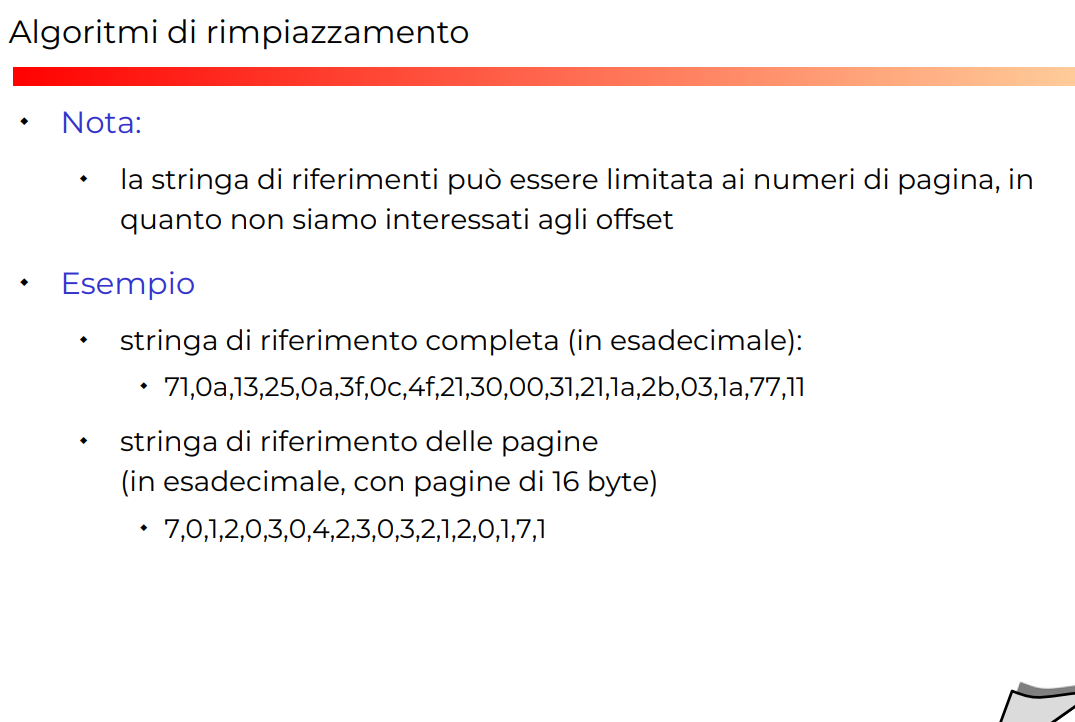 Algoritmi di rimpiazzamento
Nota:
la stringa di riferimenti può essere limitata ai numeri di pagina, in
quanto non siamo interessati agli offset
Esempio
stringa di riferimento completa (in esadecimale):
71,0a,13,25,0a,3f,0c,4f,21,30,00,31,21,1a,2b,03,1a,77,11
stringa di riferimento delle pagine
(in esadecimale, con pagine di 16 byte)
7,0,1,2,0,3,0,4,2,3,0,3,2,1,2,0,1,7,1